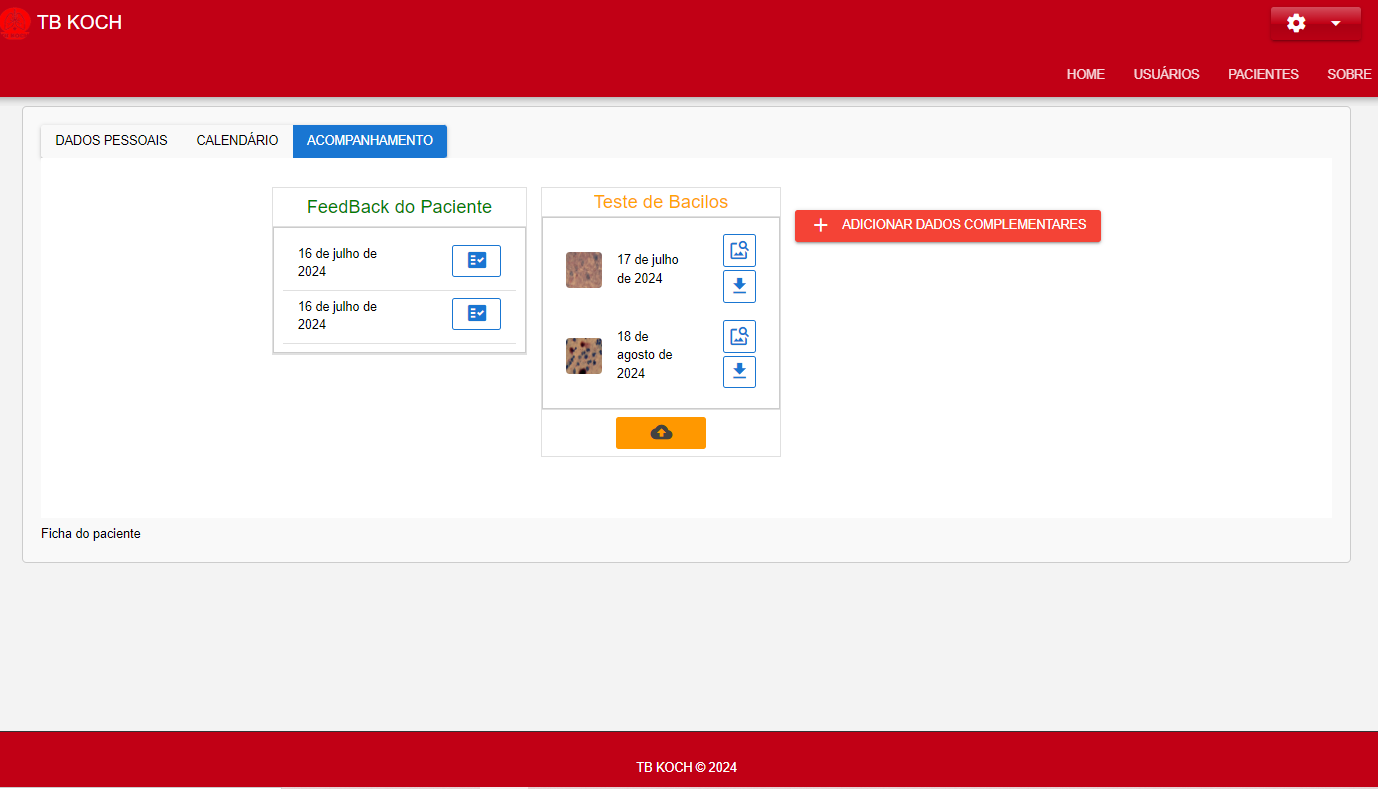 TB KOCH
HOME USUÁRIOS PACIENTES SOBRE
DADOS PESSOAIS CALENDÁRIO ACOMPANHAMENTO
FeedBack do Paciente
16 de julho de
2024
16 de julho de
2024
Teste de Bacilos
17 de julho
de 2024
18 de
agosto de
2024
ADICIONAR DADOS COMPLEMENTARES
Ficha do paciente
TB KOCH © 2024